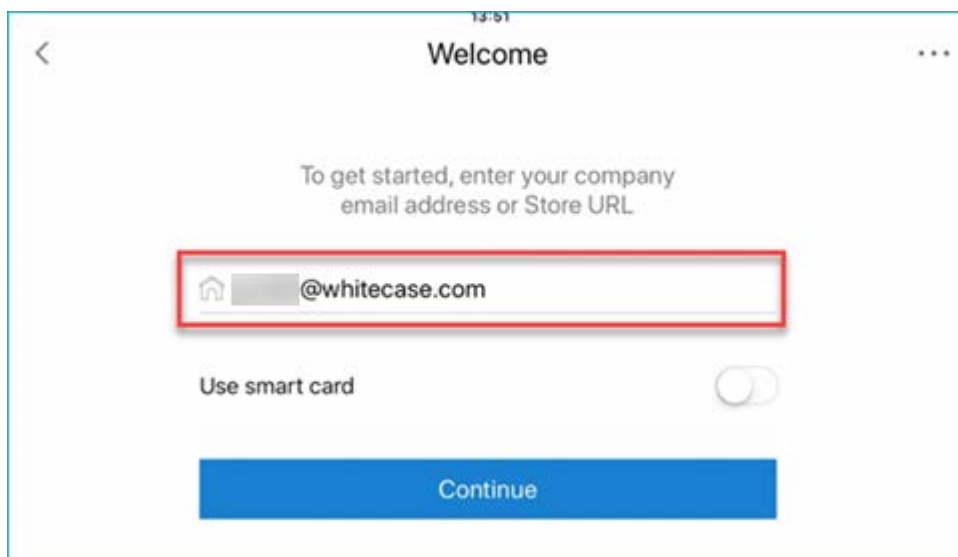 13:51
Welcome
To get started, enter your company
email address or Store URL
@whitecase.com
Use smart card
Continue